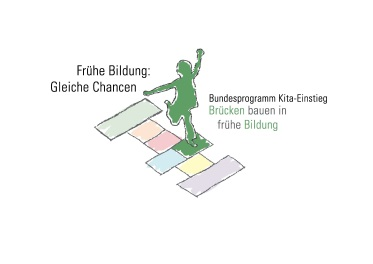 Frühe Bildung:
Gleiche Chancen
Bundesprogramm Kita-Einstieg
Brücken bauen in
frühe Bildung